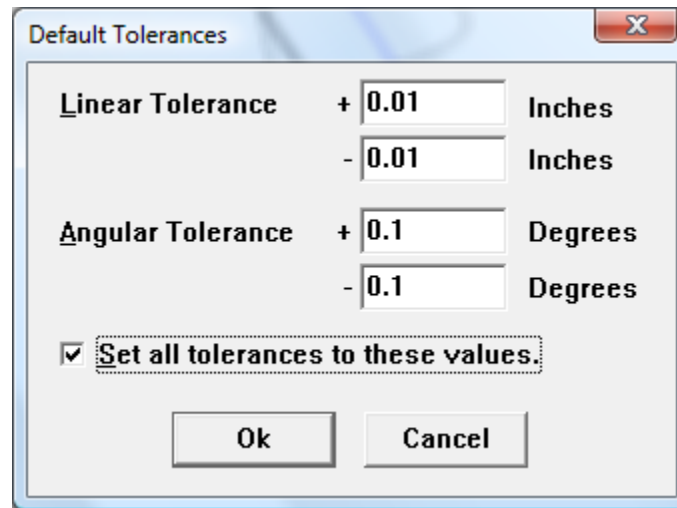 Default Tolerances
Linear Tolerance + 0.01 Inches
- 0.01 Inches
Angular Tolerance + 0.1 Degrees
- 0.1 Degrees
Set all tolerances to these values.
Ok Cancel